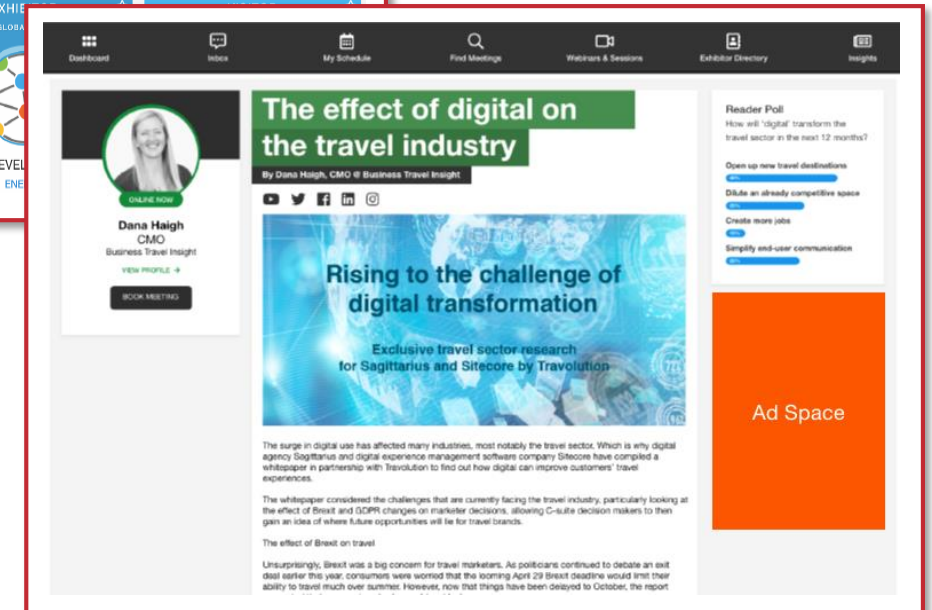 EXHI
GLOBA
EVEL
ENE
Dashboard
Inbox
My Schedule
Find Meetings
Webinars & Sessions
Exhibitor Directory
Insights
ONLINE NOW
Dana Haigh
CMO
Business Travel Insight
VIEW PROFILE →
BOOK MEETING
The effect of digital on
the travel industry
By Dana Haigh, CMO @ Business Travel Insight
Rising to the challenge of
digital transformation
Exclusive travel sector research
for Sagittarius and Sitecore by Travolution
The surge in digital use has affected many industries, most notably the travel sector. Which is why digital
agency Sagittarius and digital experience management software company Sitecore have compiled a
whitepaper in partnership with Travolution to find out how digital can improve customers' travel
experiences.
The whitepaper considered the challenges that are currently facing the travel industry, particularly looking at
the effect of Brexit and GDPR changes on marketer decisions, allowing C-suite decision makers to then
gain an idea of where future opportunities will lie for travel brands.
The effect of Brexit on travel
Unsurprisingly, Brexit was a big concern for travel marketers. As politicians continued to debate an exit
deal earlier this year, consumers were worried that the looming April 29 Brexit deadline would limit their
ability to travel much over summer. However, now that things have been delayed to October, the report
Reader Poll
How will 'digital' transform the
travel sector in the next 12 months?
Open up new travel destinations
Dilute an already competitive space
Create more jobs
Simplify end-user communication
Ad Space